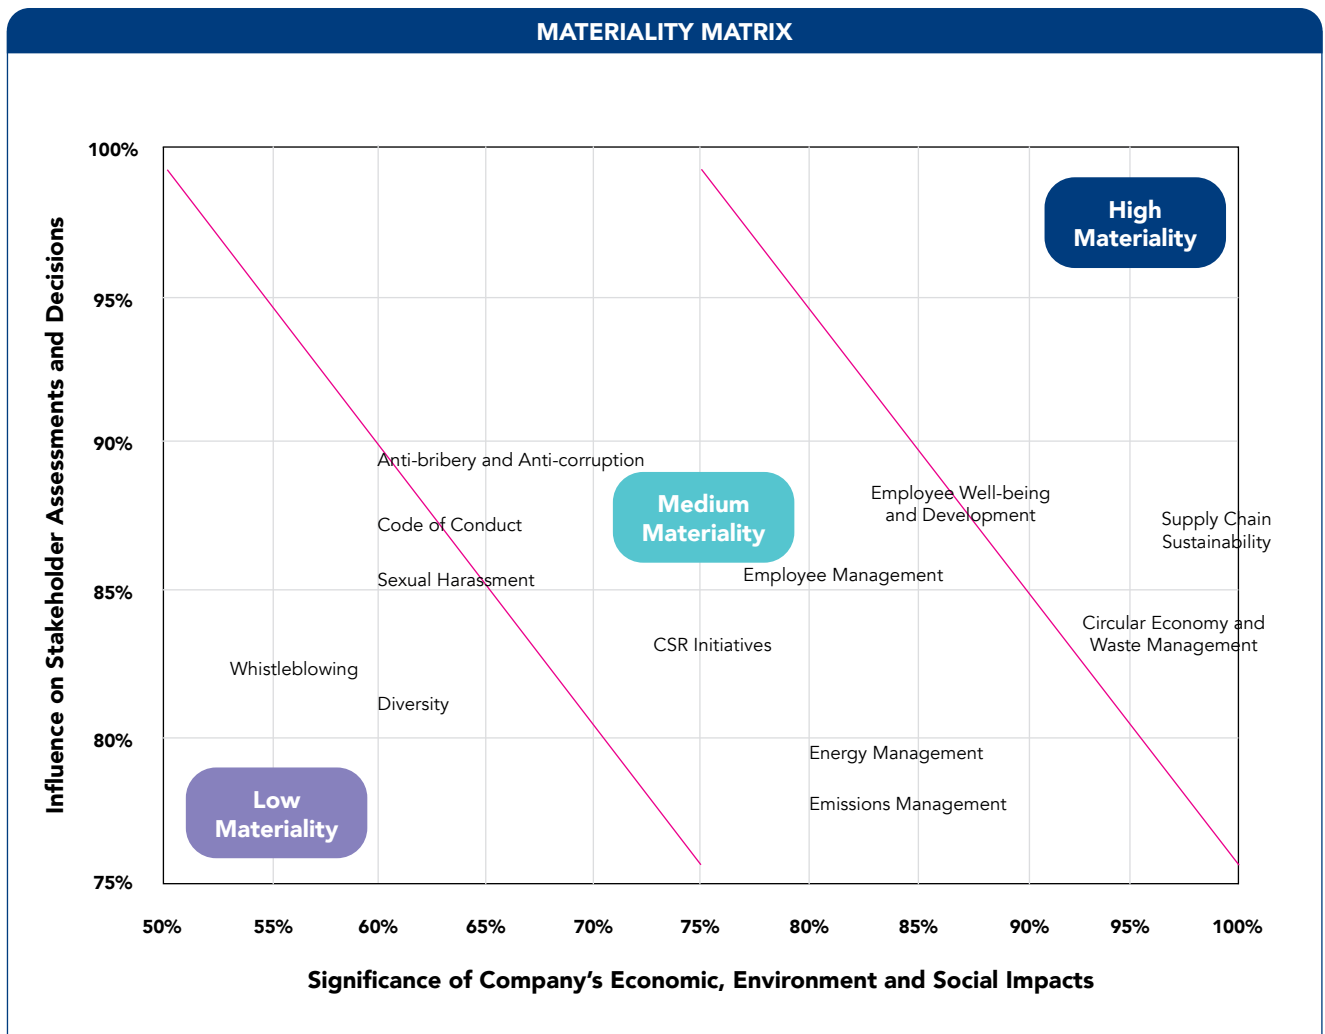 MATERIALITY MATRIX
Influence on Stakeholder Assessments and Decisions
100%
95%
90%
85%
80%
75%
High
Materiality
Anti-bribery and Anti-corruption
Medium
Materiality
Employee Well-being
and Development
Code of Conduct
Supply Chain
Sustainability
Sexual Harassment
Employee Management
Circular Economy and
Waste Management
CSR Initiatives
Whistleblowing
Diversity
Energy Management
Emissions Management
Low
Materiality
50%
55%
60%
65%
70%
75%
80%
85%
90%
95%
100%
Significance of Company’s Economic, Environment and Social Impacts